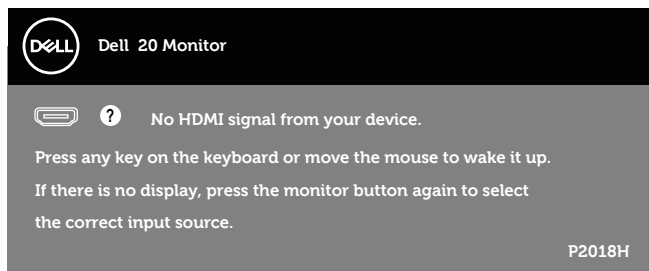 DELL
Dell 20 Monitor
? No HDMI signal from your device.
Press any key on the keyboard or move the mouse to wake it up.
If there is no display, press the monitor button again to select
the correct input source.
P2018H